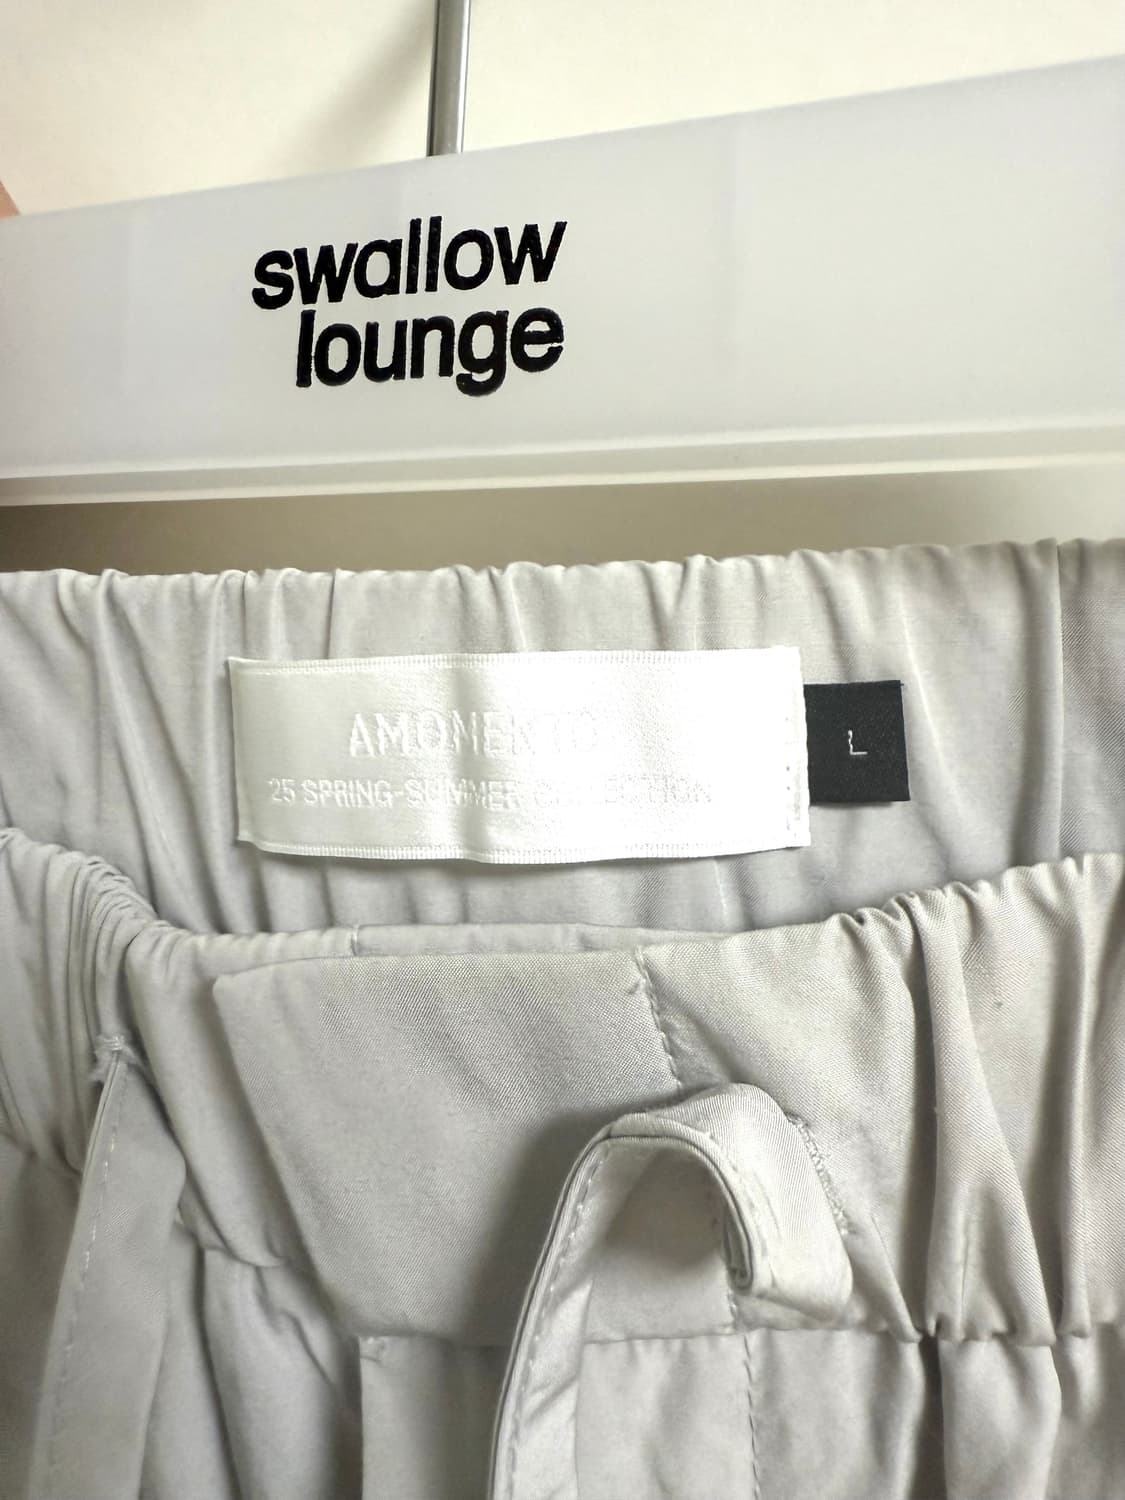 swallow
lounge
AMOMENTO
25 SPRING-SUMMER COLLECTION
L